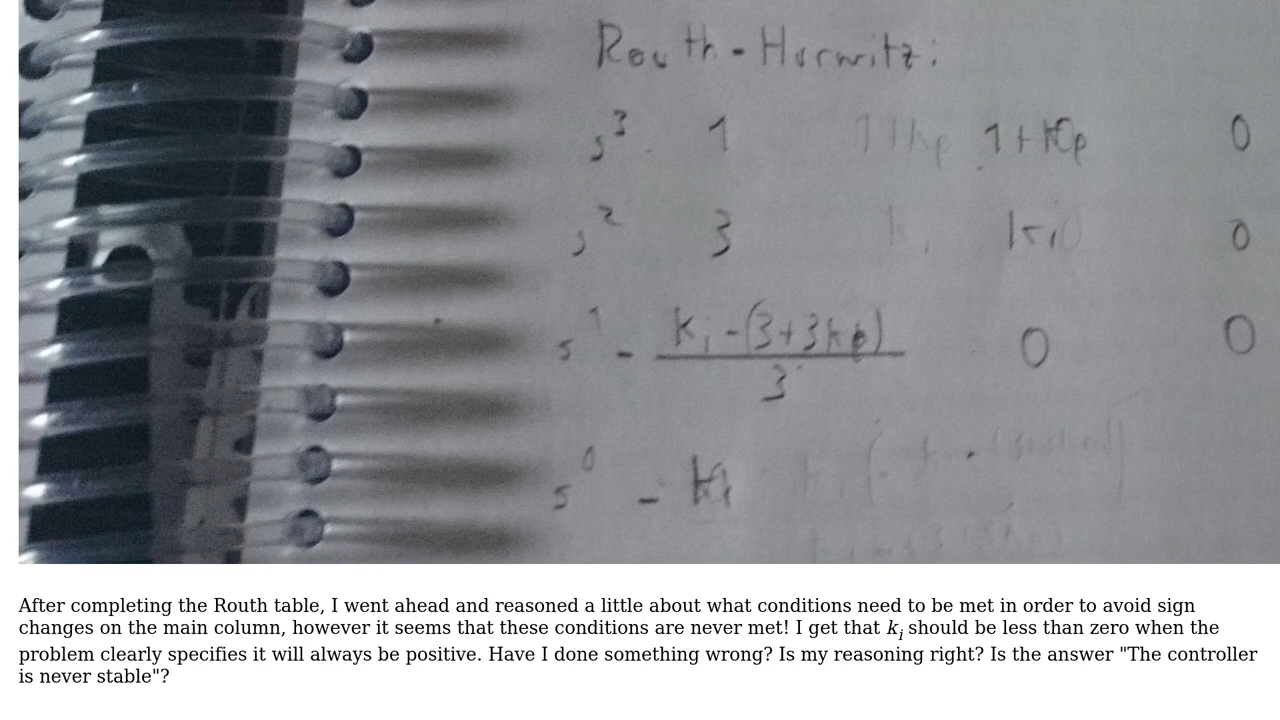 Routh-Hurwitz:
s³ 1 1+Kp 0
s² 3 Ki 0
s¹ - Ki-(3+3kp)/3 0 0
s⁰ - Ki
After completing the Routh table, I went ahead and reasoned a little about what conditions need to be met in order to avoid sign
changes on the main column, however it seems that these conditions are never met! I get that kᵢ should be less than zero when the
problem clearly specifies it will always be positive. Have I done something wrong? Is my reasoning right? Is the answer "The controller
is never stable"?